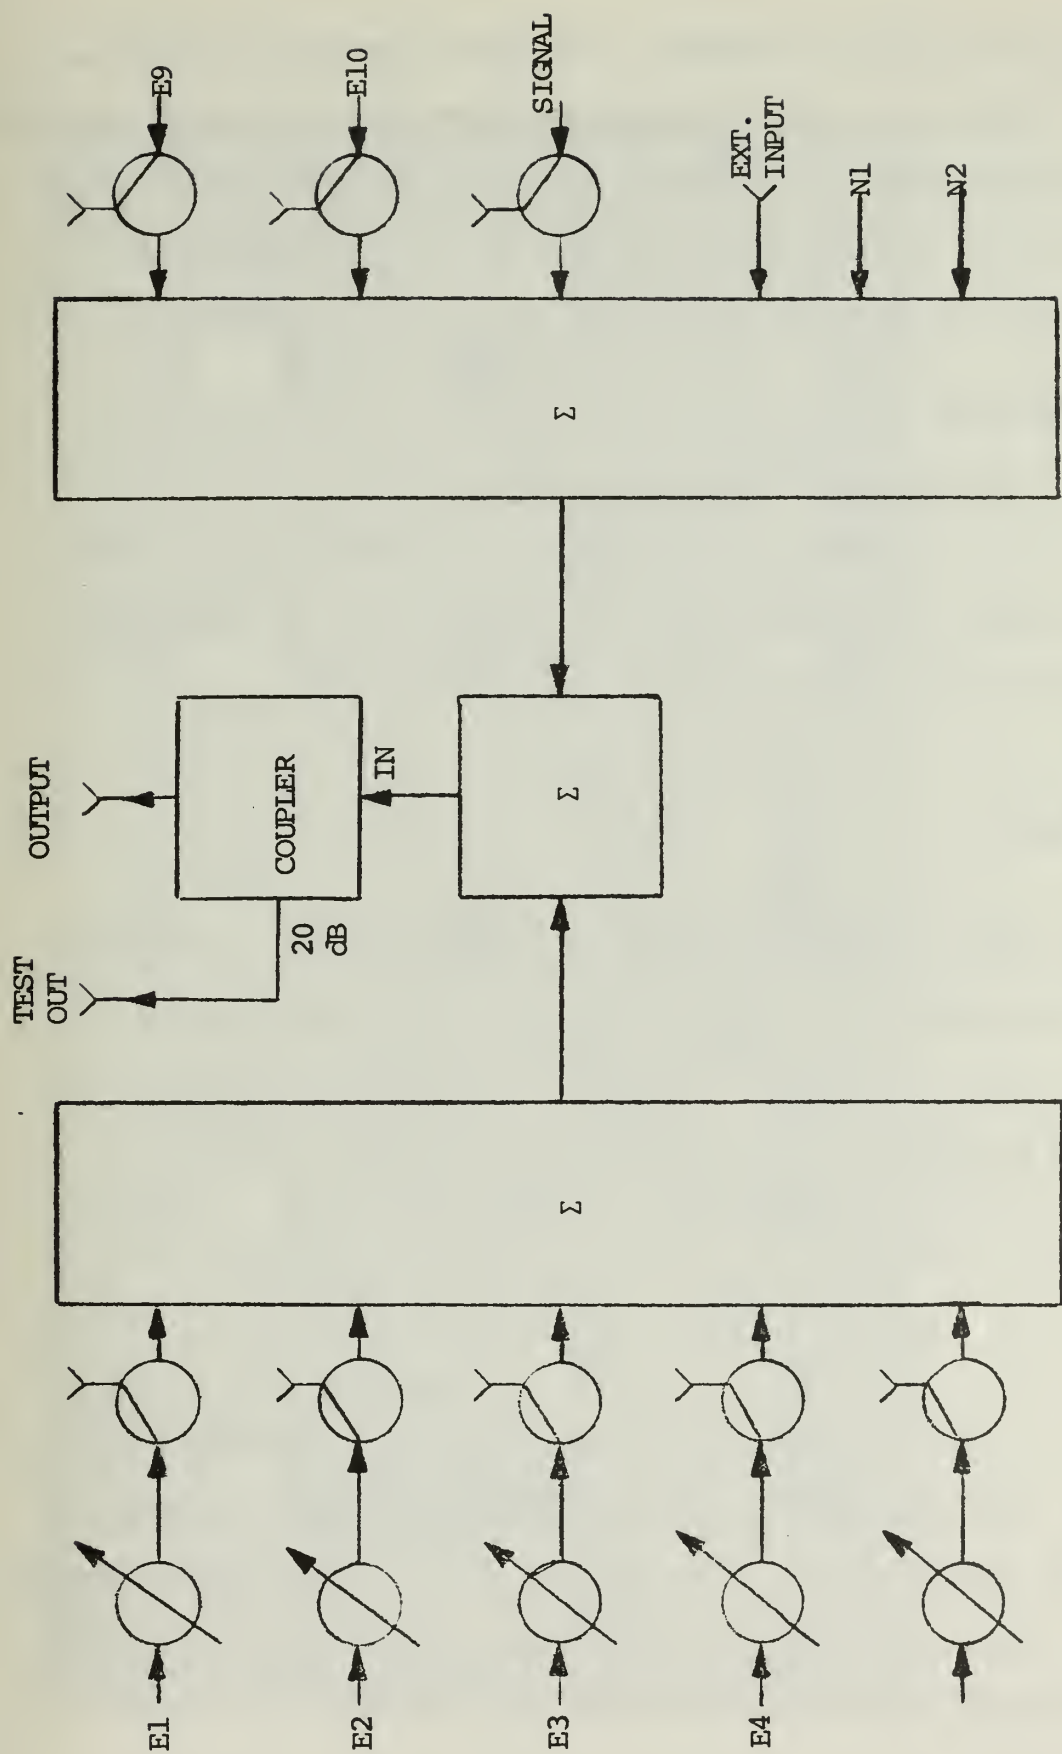 TEST
OUT
OUTPUT
20
dB
COUPLER
IN
E1
E2
E3
E4
Σ
Σ
Σ
E9
E10
SIGNAL
EXT.
INPUT
N1
N2